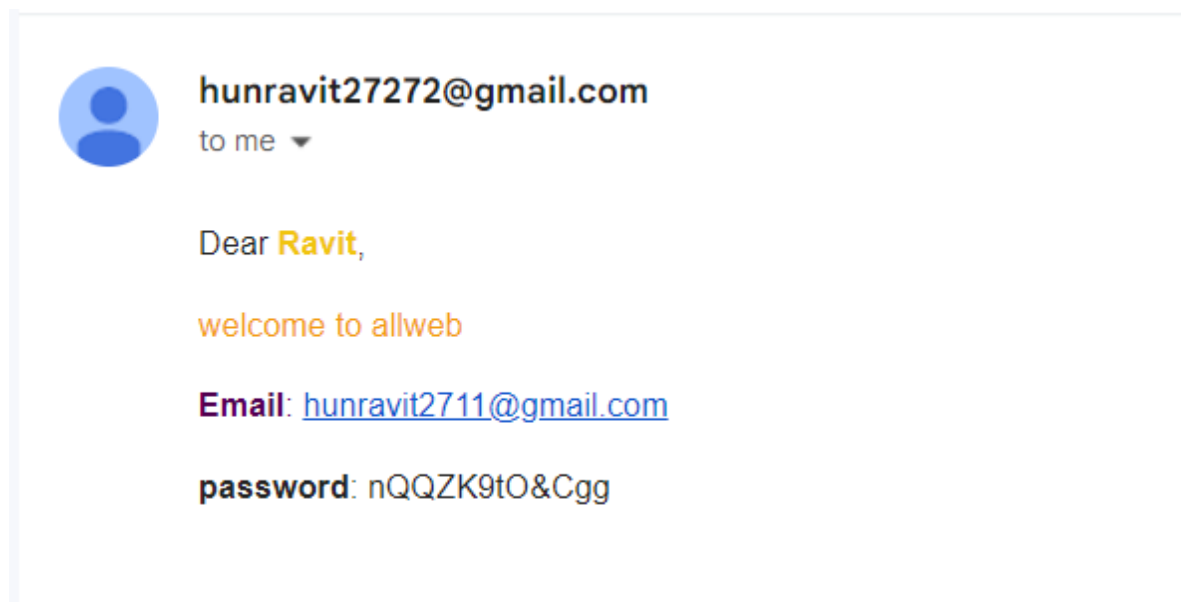 hunravit27272@gmail.com
to me
Dear Ravit,
welcome to allweb
Email: hunravit2711@gmail.com
password: nQQZK9tO&Cgg